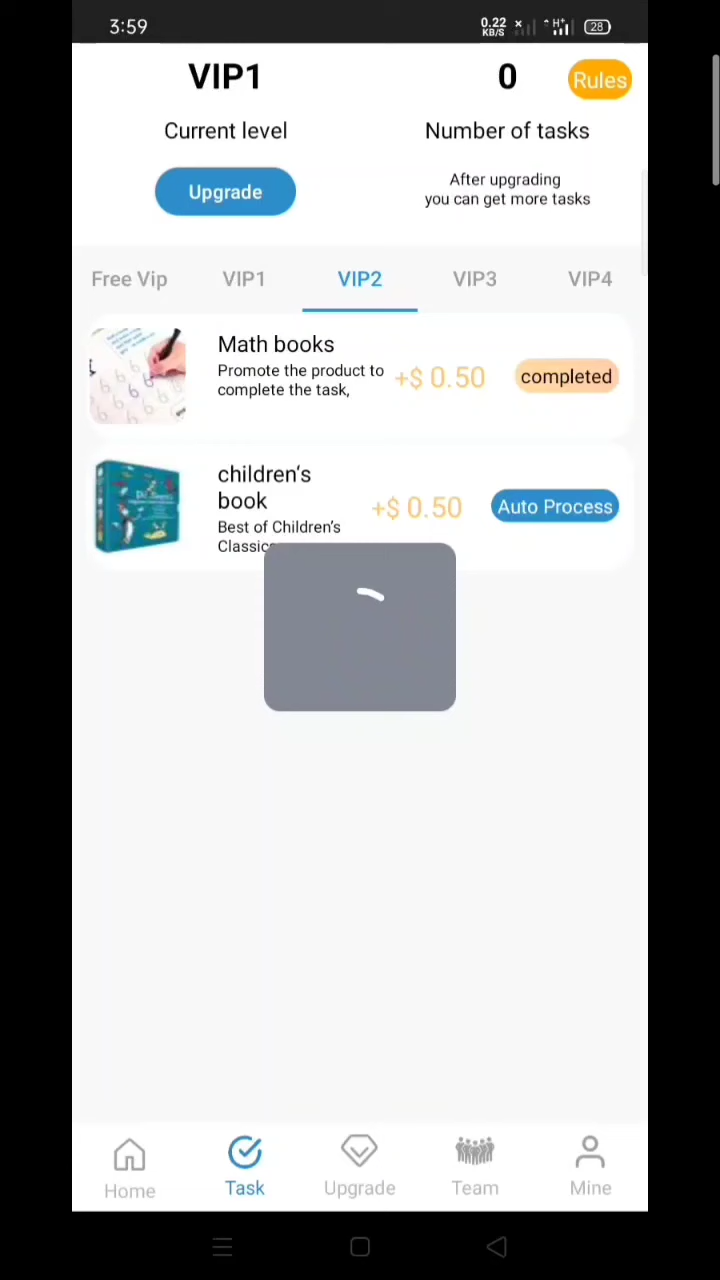 3:59
0.22
KB/S
H+
28
VIP1
0
Rules
Current level
Number of tasks
Upgrade
After upgrading
you can get more tasks
Free Vip
VIP1
VIP2
VIP3
VIP4
Math books
Promote the product to
complete the task,
+$ 0.50
completed
children‘s
book
Best of Children’s
Classics
+$ 0.50
Auto Process
Home
Task
Upgrade
Team
Mine